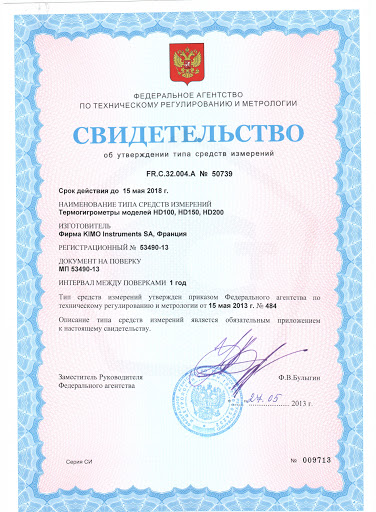 ФЕДЕРАЛЬНОЕ АГЕНТСТВО
ПО ТЕХНИЧЕСКОМУ РЕГУЛИРОВАНИЮ И МЕТРОЛОГИИ
СВИДЕТЕЛЬСТВО
об утверждении типа средств измерений
FR.C.32.004.A № 50739
Срок действия до 15 мая 2018 г.
НАИМЕНОВАНИЕ ТИПА СРЕДСТВ ИЗМЕРЕНИЙ
Термогигрометры моделей HD100, HD150, HD200
ИЗГОТОВИТЕЛЬ
Фирма KIMO Instruments SA, Франция
РЕГИСТРАЦИОННЫЙ № 53490-13
ДОКУМЕНТ НА ПОВЕРКУ
МП 53490-13
ИНТЕРВАЛ МЕЖДУ ПОВЕРКАМИ 1 год
Тип средств измерений утвержден приказом Федерального агентства по
техническому регулированию и метрологии от 15 мая 2013 г. № 484
Описание типа средств измерений является обязательным приложением
к настоящему свидетельству.
Заместитель Руководителя
Федерального агентства
Ф.В.Булыгин
24.05 2013 г.
Серия СИ
№ 009713